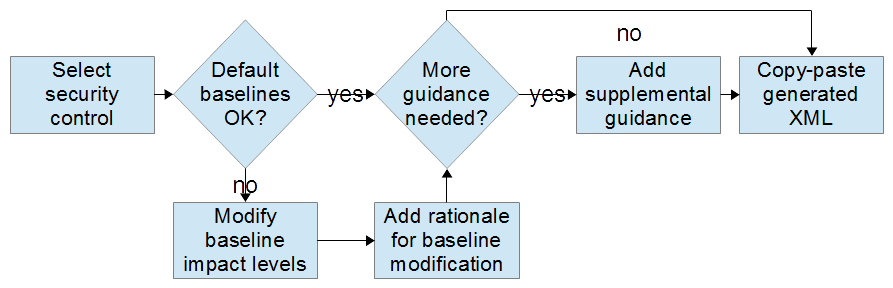 Select
security
control
Default
baselines
OK?
yes
More
guidance
needed?
no
yes
Add
supplemental
guidance
Copy-paste
generated
XML
no
Modify
baseline
impact levels
Add rationale
for baseline
modification